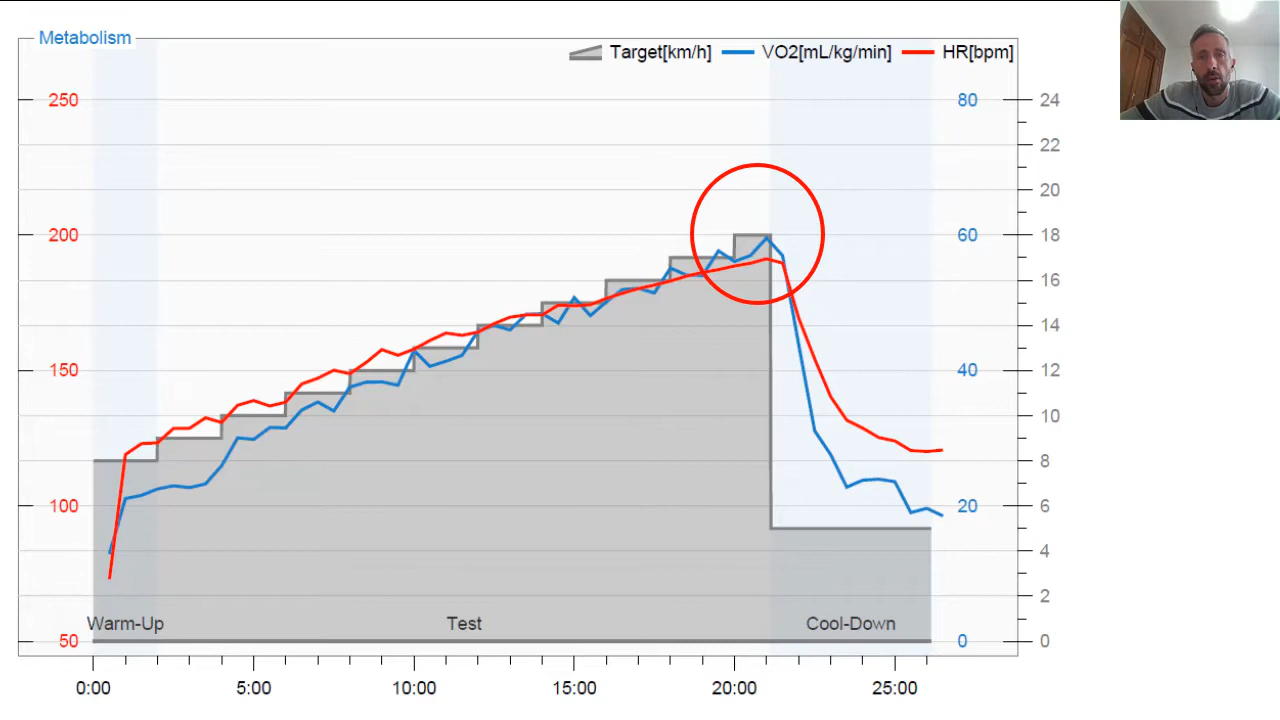 Metabolism
Target[km/h] VO2[mL/kg/min] HR[bpm]
250 80 24
22
20
200 60 18
16
14
150 40 12
10
8
100 20 6
4
2
Warm-Up Test Cool-Down
50 0 0
0:00 5:00 10:00 15:00 20:00 25:00